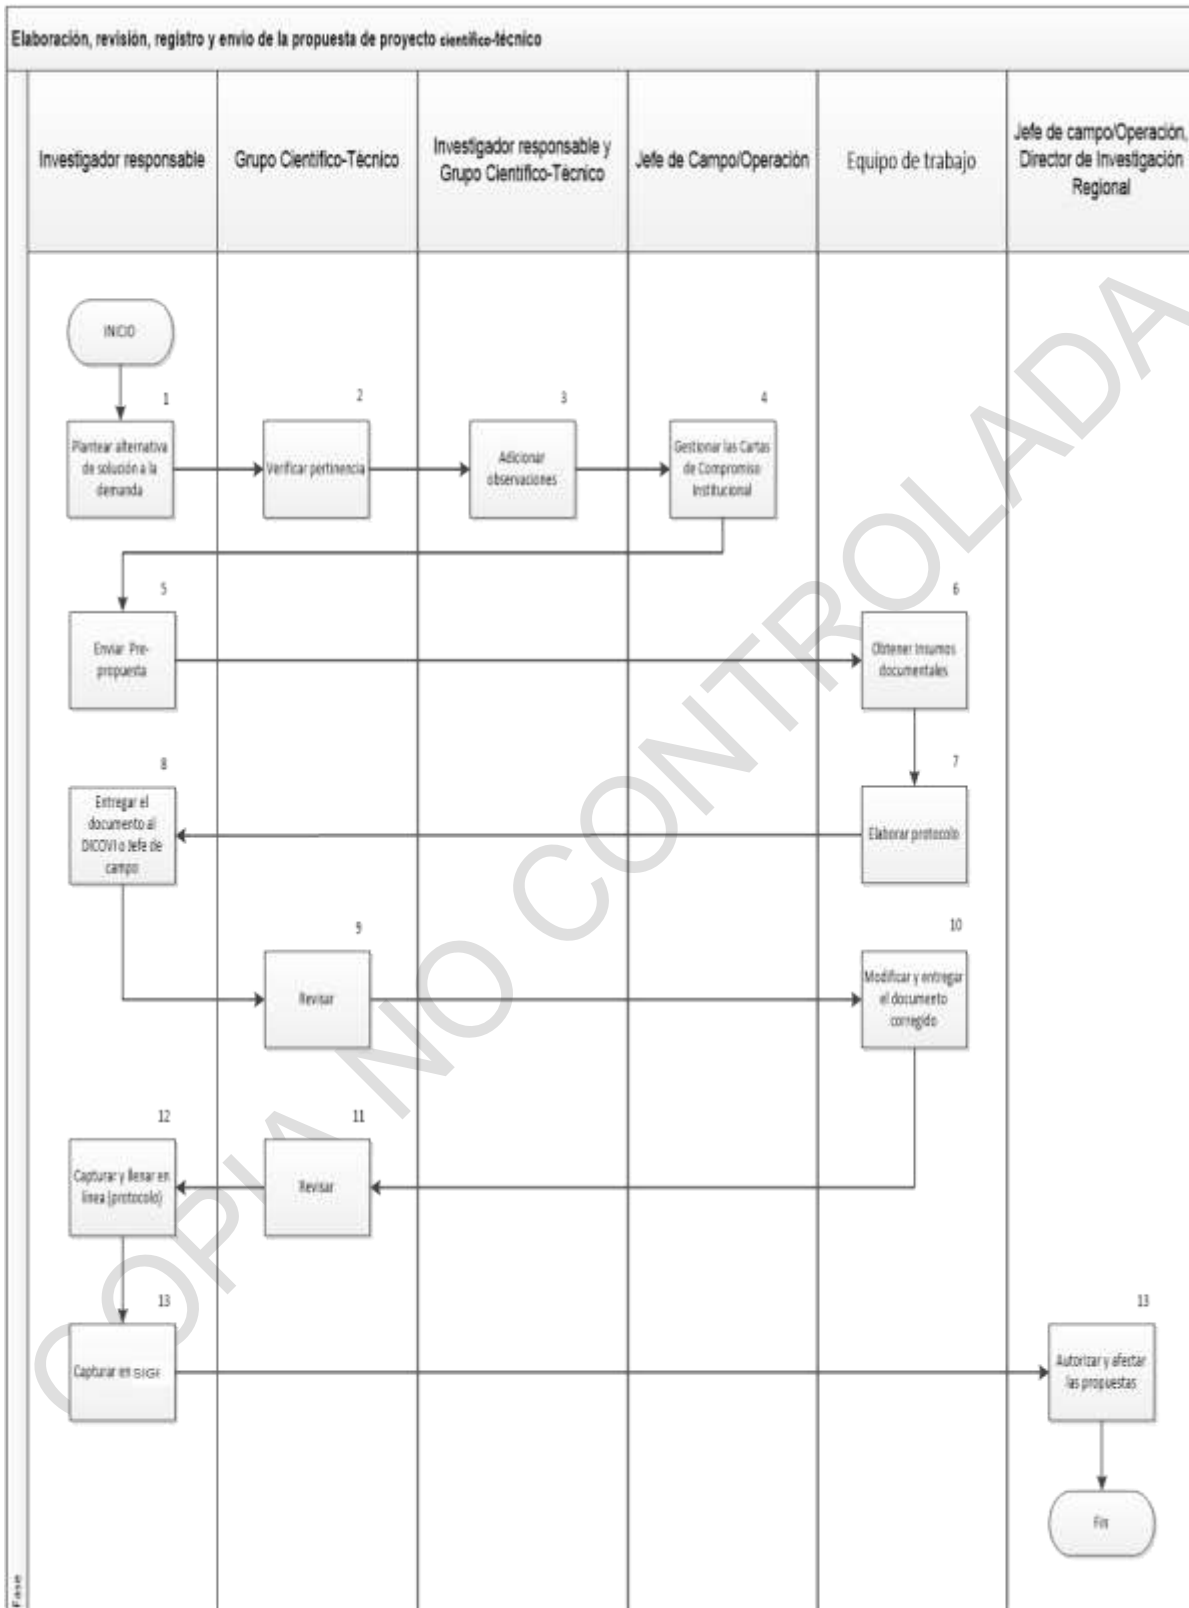 Elaboración, revisión, registro y envío de la propuesta de proyecto científico-técnico
Investigador responsable
Grupo Científico-Técnico
Investigador responsable y
Grupo Científico-Técnico
Jefe de Campo/Operación
Equipo de trabajo
Jefe de campo/Operación,
Director de Investigación
Regional
INICIO
1
Plantear alternativa
de solución a la
demanda
2
Verificar pertinencia
3
Adicionar
observaciones
4
Gestionar las Cartas
de Compromiso
Institucional
5
Enviar Pre-
propuesta
6
Obtener Insumos
documentales
7
Elaborar protocolo
8
Entregar el
documento al
DICOVI o Jefe de
campo
9
Revisar
10
Modificar y entregar
el documento
corregido
11
Revisar
12
Capturar y llenar en
línea (protocolo)
13
Capturar en SIGI
13
Autorizar y afectar
las propuestas
Fin
Fase
COPIA NO CONTROLADA